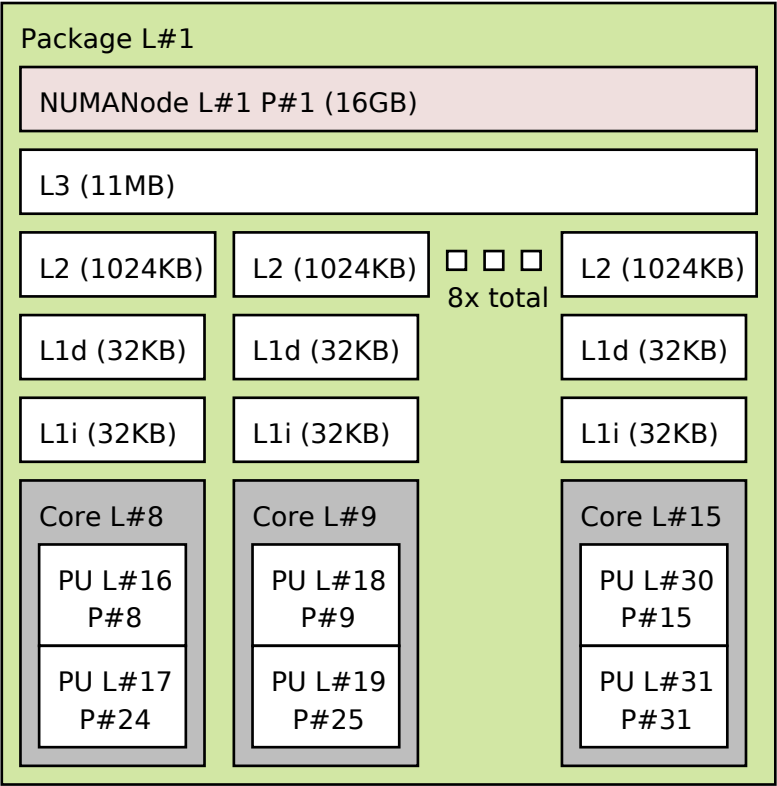 Package L#1
NUMANode L#1 P#1 (16GB)
L3 (11MB)
L2 (1024KB) L2 (1024KB) L2 (1024KB)
8x total
L1d (32KB) L1d (32KB) L1d (32KB)
L1i (32KB) L1i (32KB) L1i (32KB)
Core L#8 Core L#9 Core L#15
PU L#16 PU L#18 PU L#30
P#8 P#9 P#15
PU L#17 PU L#19 PU L#31
P#24 P#25 P#31